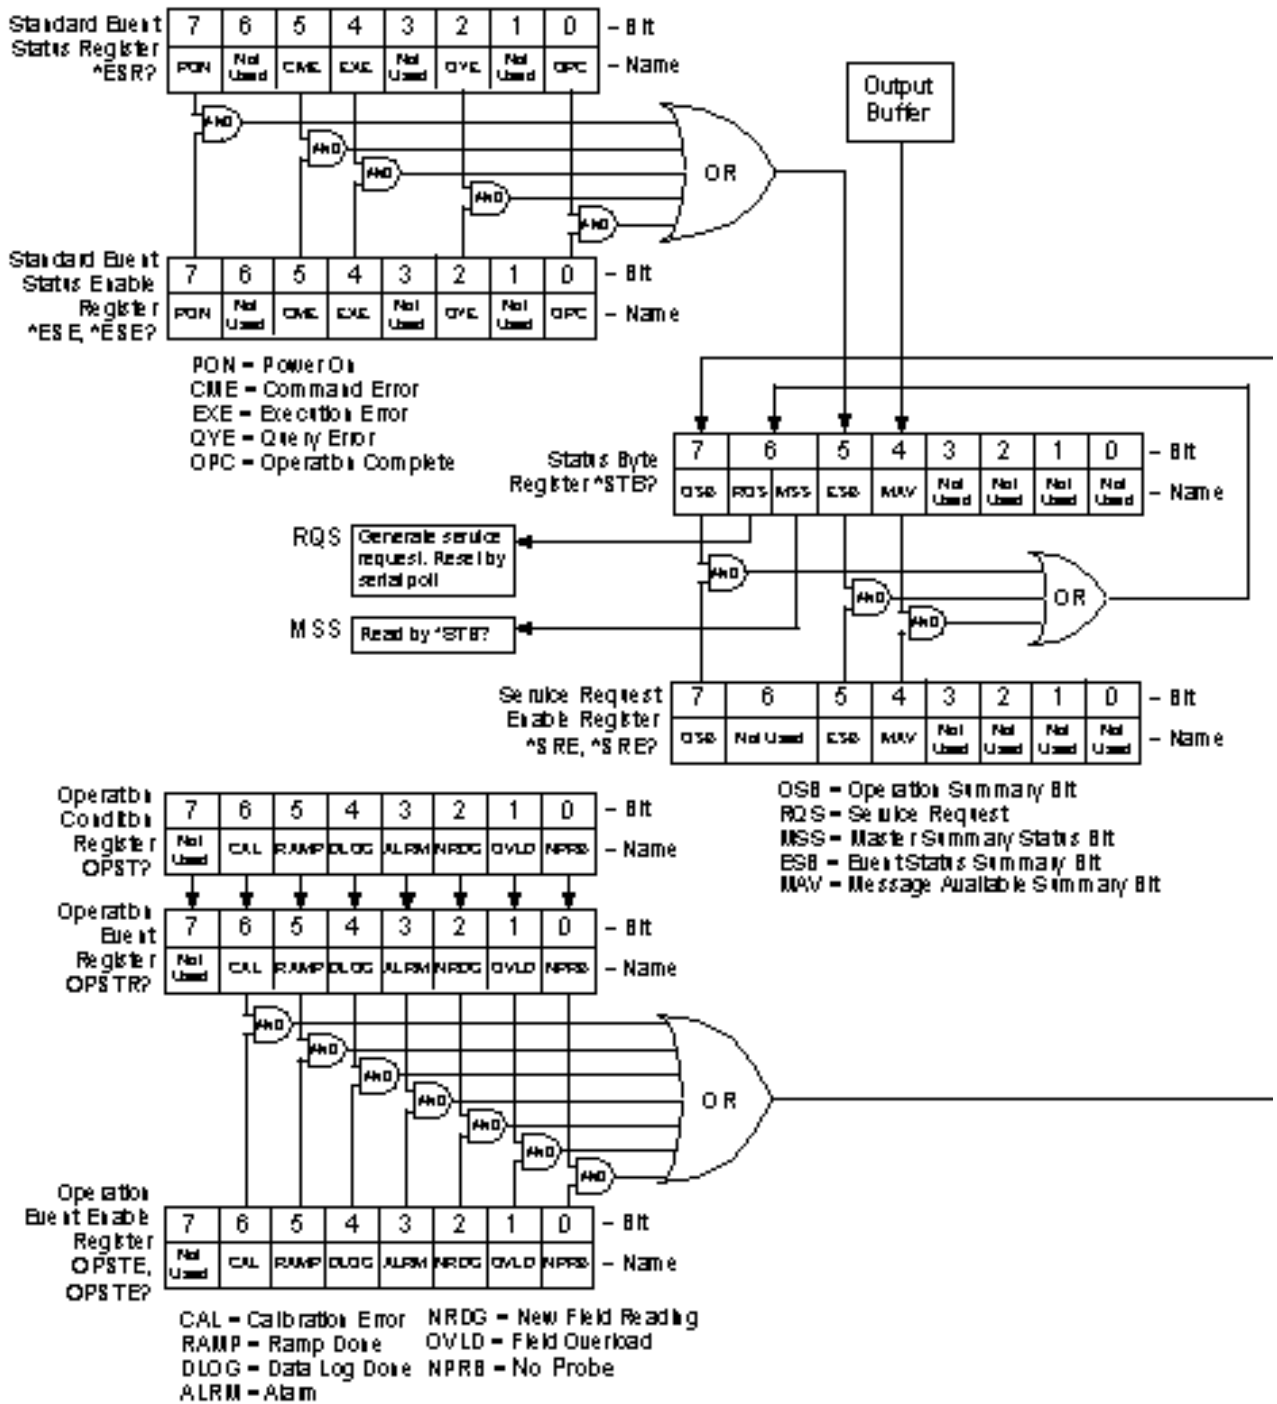 Standard Event
Status Register
*ESR?
7 6 5 4 3 2 1 0 – Bit
PON Not Used CME EXE Not Used QYE Not Used OPC – Name
AND
AND
AND
AND
AND
OR
Output
Buffer
Standard Event
Status Enable
Register
*ESE, *ESE?
7 6 5 4 3 2 1 0 – Bit
PON Not Used CME EXE Not Used QYE Not Used OPC – Name
PON = Power On
CME = Command Error
EXE = Execution Error
QYE = Query Error
OPC = Operation Complete
Status Byte
Register *STB?
7 6 5 4 3 2 1 0 – Bit
OSB RQS MSS ESB MAV Not Used Not Used Not Used Not Used – Name
RQS
Generate service
request. Reset by
serial poll
MSS
Read by *STB?
AND
AND
AND
OR
Service Request
Enable Register
*SRE, *SRE?
7 6 5 4 3 2 1 0 – Bit
OSB Not Used ESB MAV Not Used Not Used Not Used Not Used – Name
OSB = Operation Summary Bit
RQS = Service Request
MSS = Master Summary Status Bit
ESB = Event Status Summary Bit
MAV = Message Available Summary Bit
Operation
Condition
Register
OPST?
7 6 5 4 3 2 1 0 – Bit
Not Used CAL RAMP DLOG ALRM NRDG OVLD NPRB – Name
Operation
Event
Register
OPSTR?
7 6 5 4 3 2 1 0 – Bit
Not Used CAL RAMP DLOG ALRM NRDG OVLD NPRB – Name
AND
AND
AND
AND
AND
AND
AND
OR
Operation
Event Enable
Register
OPSTE,
OPSTE?
7 6 5 4 3 2 1 0 – Bit
Not Used CAL RAMP DLOG ALRM NRDG OVLD NPRB – Name
CAL = Calibration Error
RAMP = Ramp Done
DLOG = Data Log Done
ALRM = Alarm
NRDG = New Field Reading
OVLD = Field Overload
NPRB = No Probe